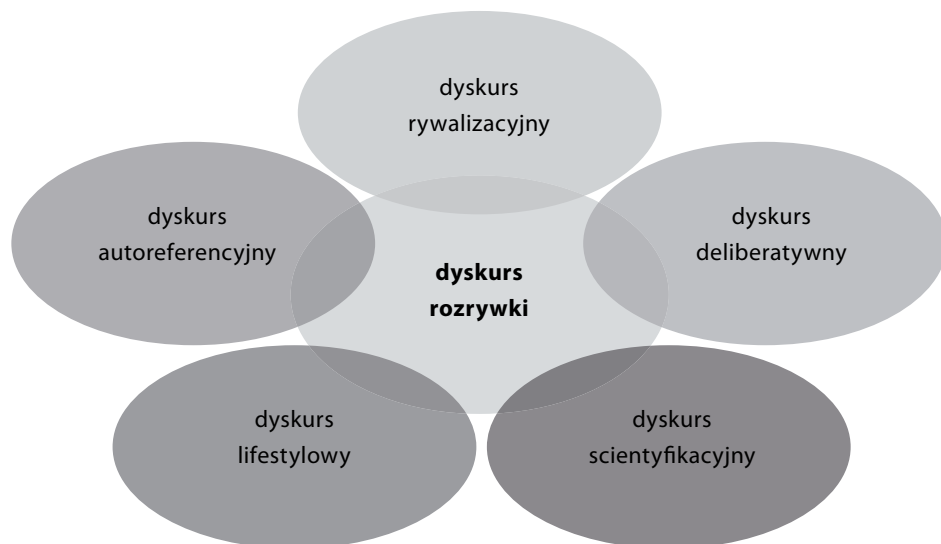 dyskurs
rywalizacyjny
dyskurs
autoreferencyjny
dyskurs
deliberatywny
dyskurs
rozrywki
dyskurs
lifestylowy
dyskurs
scientyfikacyjny